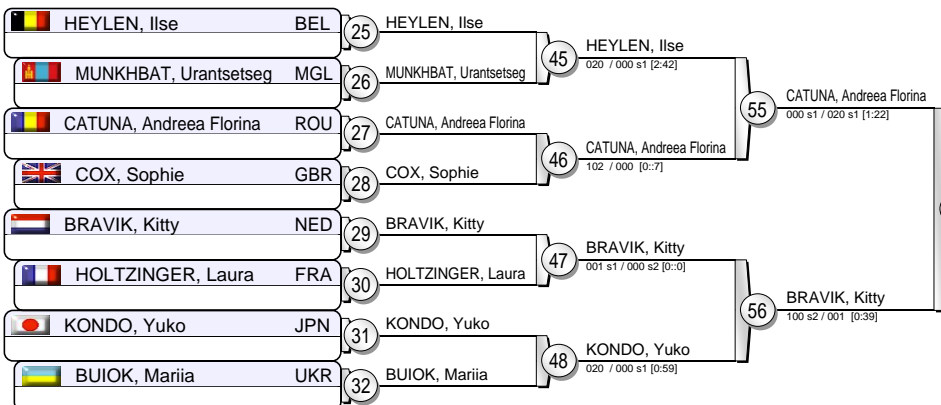 HEYLEN, Ilse BEL
25
HEYLEN, Ilse
MUNKHBAT, Urantsetseg MGL
26
MUNKHBAT, Urantsetseg
45
HEYLEN, Ilse
020 / 000 s1 [2:42]
CATUNA, Andreea Florina ROU
27
CATUNA, Andreea Florina
COX, Sophie GBR
28
COX, Sophie
46
CATUNA, Andreea Florina
102 / 000 [0::7]
55
CATUNA, Andreea Florina
000 s1 / 020 s1 [1:22]
BRAVIK, Kitty NED
29
BRAVIK, Kitty
HOLTZINGER, Laura FRA
30
HOLTZINGER, Laura
47
BRAVIK, Kitty
001 s1 / 000 s2 [0::0]
KONDO, Yuko JPN
31
KONDO, Yuko
BUIOK, Mariia UKR
32
BUIOK, Mariia
48
KONDO, Yuko
020 / 000 s1 [0:59]
56
BRAVIK, Kitty
100 s2 / 001 [0:39]